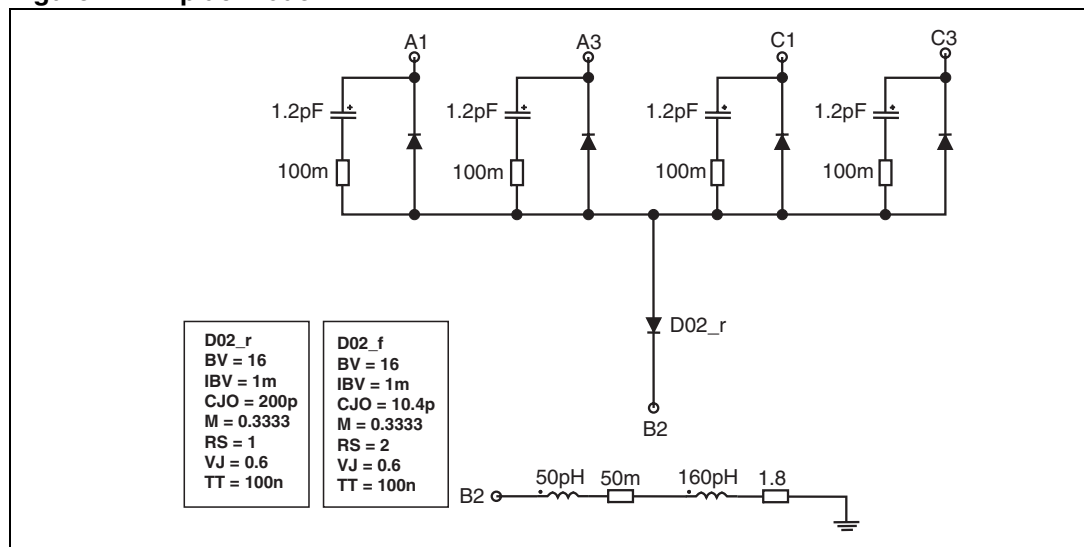 A1 A3 C1 C3
1.2pF 1.2pF 1.2pF 1.2pF
+ + + +
100m 100m 100m 100m
D02_r
B2
D02_r
BV = 16
IBV = 1m
CJO = 200p
M = 0.3333
RS = 1
VJ = 0.6
TT = 100n
D02_f
BV = 16
IBV = 1m
CJO = 10.4p
M = 0.3333
RS = 2
VJ = 0.6
TT = 100n
B2 50pH 50m 160pH 1.8